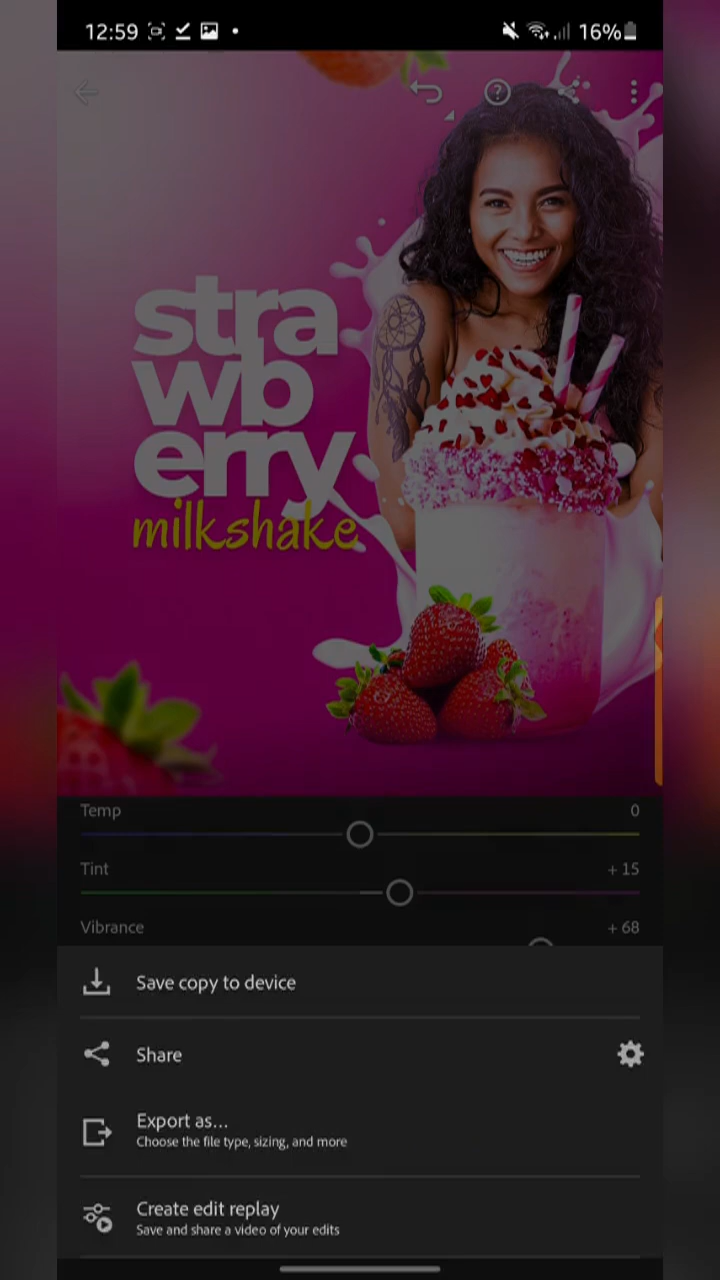 12:59
16%
stra
wb
erry
milkshake
Temp 0
Tint + 15
Vibrance + 68
Save copy to device
Share
Export as...
Choose the file type, sizing, and more
Create edit replay
Save and share a video of your edits